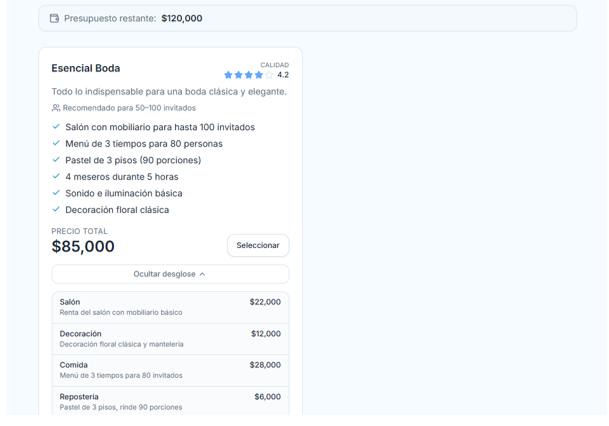 Presupuesto restante: $120,000
Esencial Boda
CALIDAD
4.2
Todo lo indispensable para una boda clásica y elegante.
Recomendado para 50–100 invitados
Salón con mobiliario para hasta 100 invitados
Menú de 3 tiempos para 80 personas
Pastel de 3 pisos (90 porciones)
4 meseros durante 5 horas
Sonido e iluminación básica
Decoración floral clásica
PRECIO TOTAL
$85,000
Seleccionar
Ocultar desglose
Salón $22,000
Renta del salón con mobiliario básico
Decoración $12,000
Decoración floral clásica y mantelería
Comida $28,000
Menú de 3 tiempos para 80 invitados
Repostería $6,000
Pastel de 3 pisos, rinde 90 porciones